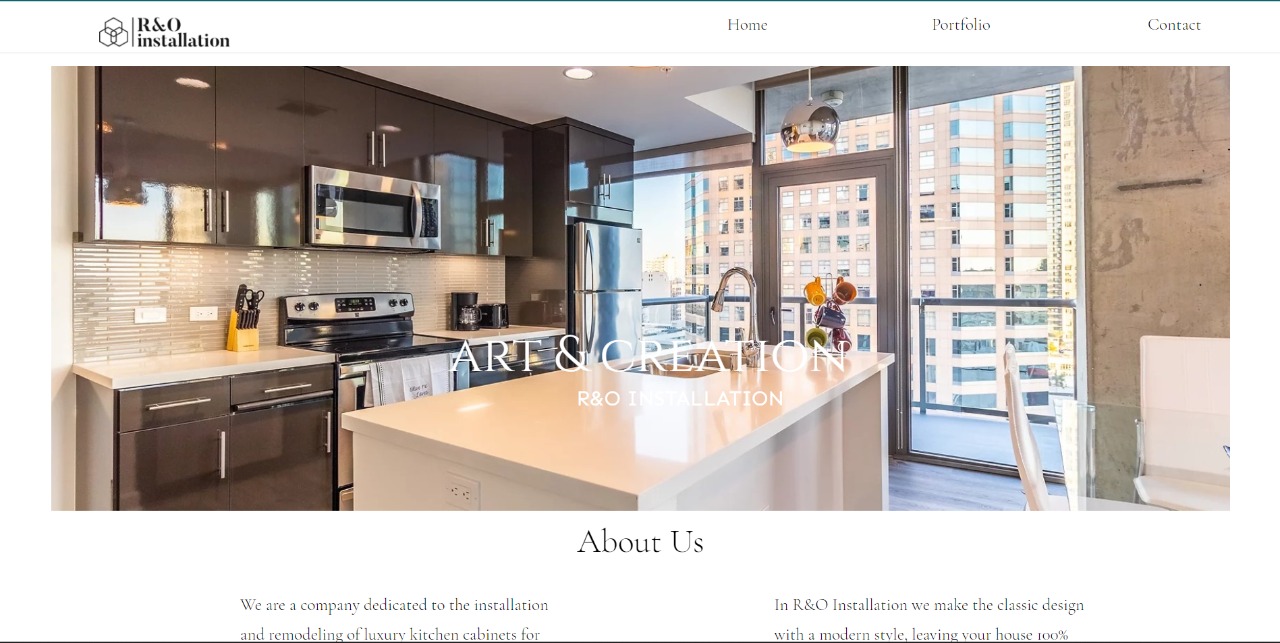 R&O
installation
Home
Portfolio
Contact
ART & CREATION
R&O INSTALLATION
About Us
We are a company dedicated to the installation
and remodeling of luxury kitchen cabinets for
In R&O Installation we make the classic design
with a modern style, leaving your house 100%